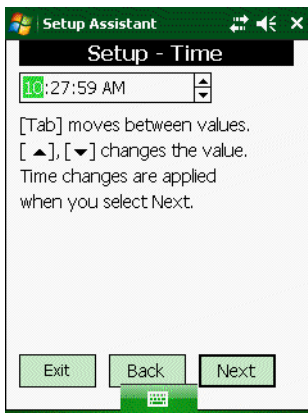 Setup Assistant
Setup - Time
10:27:59 AM
[Tab] moves between values.
[▲], [▼] changes the value.
Time changes are applied
when you select Next.
Exit Back Next